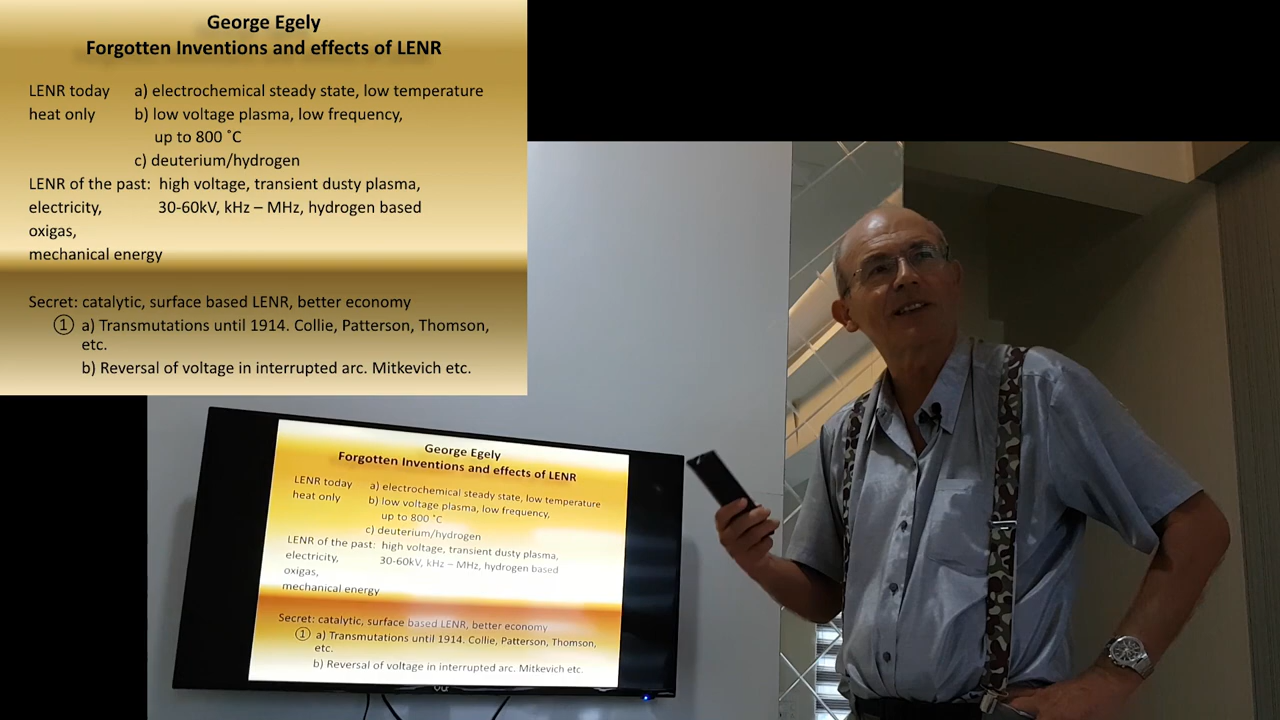 George Egely
Forgotten Inventions and effects of LENR
LENR today a) electrochemical steady state, low temperature
heat only b) low voltage plasma, low frequency,
up to 800 ˚C
c) deuterium/hydrogen
LENR of the past: high voltage, transient dusty plasma,
electricity, 30-60kV, kHz – MHz, hydrogen based
oxigas,
mechanical energy
Secret: catalytic, surface based LENR, better economy
① a) Transmutations until 1914. Collie, Patterson, Thomson,
etc.
b) Reversal of voltage in interrupted arc. Mitkevich etc.
George Egely
Forgotten Inventions and effects of LENR
LENR today a) electrochemical steady state, low temperature
heat only b) low voltage plasma, low frequency,
up to 800 ˚C
c) deuterium/hydrogen
LENR of the past: high voltage, transient dusty plasma,
electricity, 30-60kV, kHz – MHz, hydrogen based
oxigas,
mechanical energy
Secret: catalytic, surface based LENR, better economy
① a) Transmutations until 1914. Collie, Patterson, Thomson,
etc.
b) Reversal of voltage in interrupted arc. Mitkevich etc.